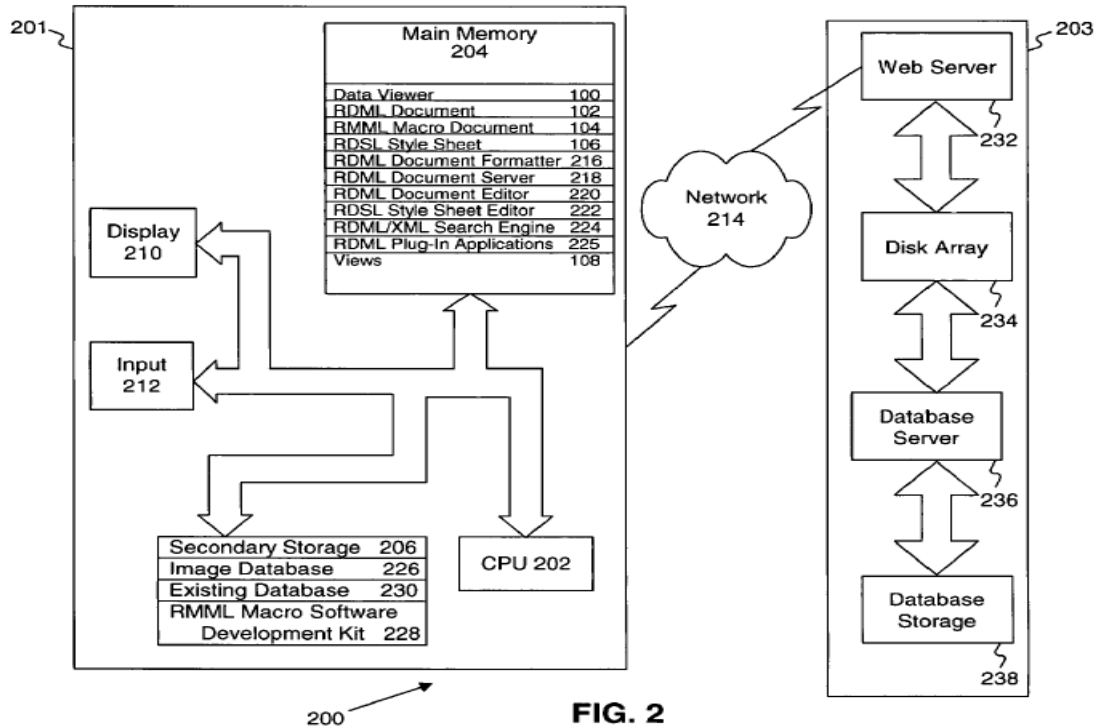 201
Main Memory
204
Data Viewer 100
RDML Document 102
RMML Macro Document 104
RDSL Style Sheet 106
RDML Document Formatter 216
RDML Document Server 218
RDML Document Editor 220
RDSL Style Sheet Editor 222
RDML/XML Search Engine 224
RDML Plug-In Applications 225
Views 108
Display
210
Input
212
Secondary Storage 206
Image Database 226
Existing Database 230
RMML Macro Software
Development Kit 228
CPU 202
Network
214
203
Web Server
232
Disk Array
234
Database
Server
236
Database
Storage
238
200
FIG. 2